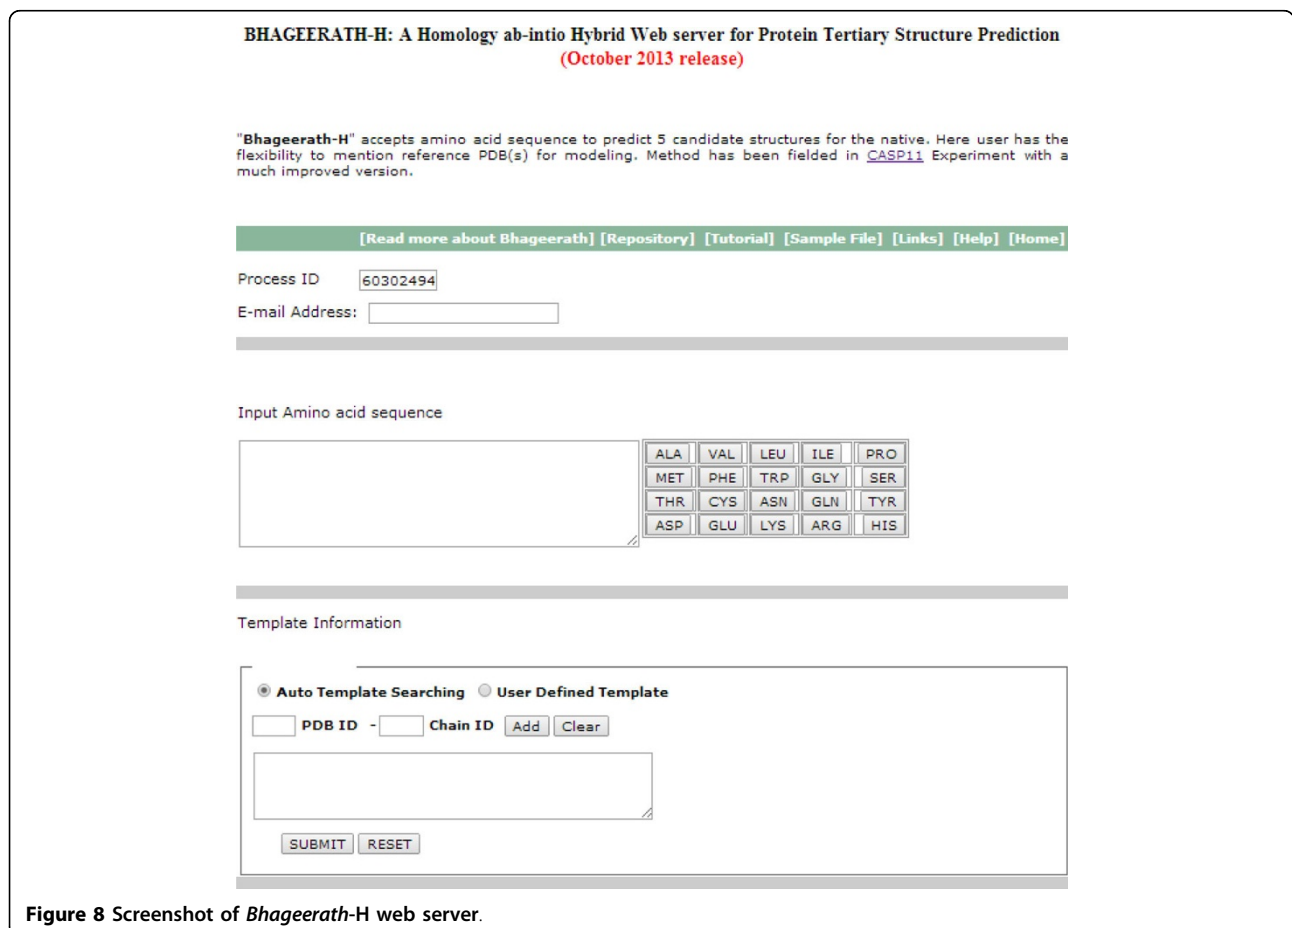 BHAGEERATH-H: A Homology ab-intio Hybrid Web server for Protein Tertiary Structure Prediction
(October 2013 release)
"Bhageerath-H" accepts amino acid sequence to predict 5 candidate structures for the native. Here user has the
flexibility to mention reference PDB(s) for modeling. Method has been fielded in CASP11 Experiment with a
much improved version.
[Read more about Bhageerath] [Repository] [Tutorial] [Sample File] [Links] [Help] [Home]
Process ID 60302494
E-mail Address:
Input Amino acid sequence
ALA VAL LEU ILE PRO
MET PHE TRP GLY SER
THR CYS ASN GLN TYR
ASP GLU LYS ARG HIS
Template Information
Auto Template Searching User Defined Template
PDB ID - Chain ID Add Clear
SUBMIT RESET
Figure 8 Screenshot of Bhageerath-H web server.